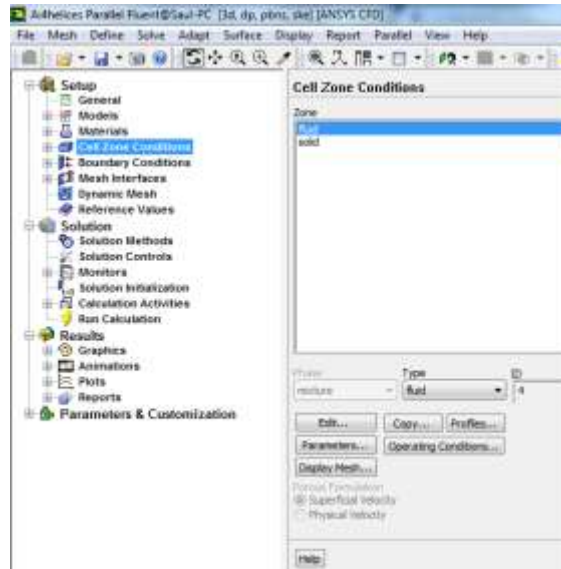 A:4helices Parallel Fluent@Saul-PC [3d, dp, pbns, ske] [ANSYS CFD]
File Mesh Define Solve Adapt Surface Display Report Parallel View Help
Setup
General
Models
Materials
Cell Zone Conditions
Boundary Conditions
Mesh Interfaces
Dynamic Mesh
Reference Values
Solution
Solution Methods
Solution Controls
Monitors
Solution Initialization
Calculation Activities
Run Calculation
Results
Graphics
Animations
Plots
Reports
Parameters & Customization
Cell Zone Conditions
Zone
fluid
solid
Phase Type ID
mixture fluid 4
Edit... Copy... Profiles...
Parameters... Operating Conditions...
Display Mesh...
Porous Formulation
Superficial Velocity
Physical Velocity
Help